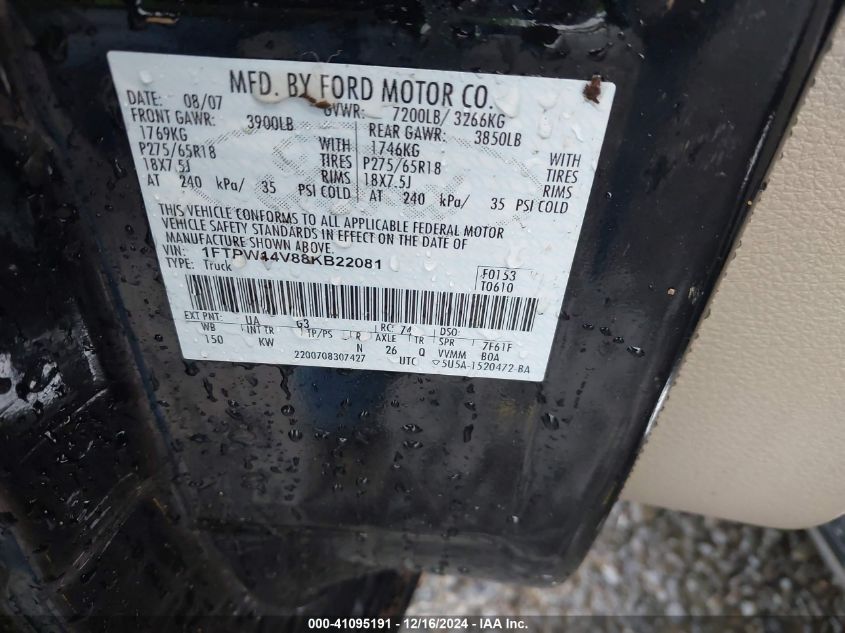 MFD. BY FORD MOTOR CO.
DATE: 08/07 GVWR: 7200LB/ 3266KG
FRONT GAWR: 3900LB REAR GAWR: 3850LB
1769KG WITH 1746KG WITH
P275/65R18 TIRES P275/65R18 TIRES
18X7.5J RIMS 18X7.5J RIMS
AT 240 kPa/ 35 PSI COLD AT 240 kPa/ 35 PSI COLD
THIS VEHICLE CONFORMS TO ALL APPLICABLE FEDERAL MOTOR
VEHICLE SAFETY STANDARDS IN EFFECT ON THE DATE OF
MANUFACTURE SHOWN ABOVE.
VIN: 1FTPW14V88KB22081 F0153
TYPE: Truck T0610
EXT PNT: UA G3 RC: 74 DSO:
WB INT TR TP/PS R AXLE TR SPR 7F61F
150 KW N 26 Q VVMM BOA
2200708307427 UTC 5U5A-1520472-BA
000-41095191 - 12/16/2024 - IAA Inc.